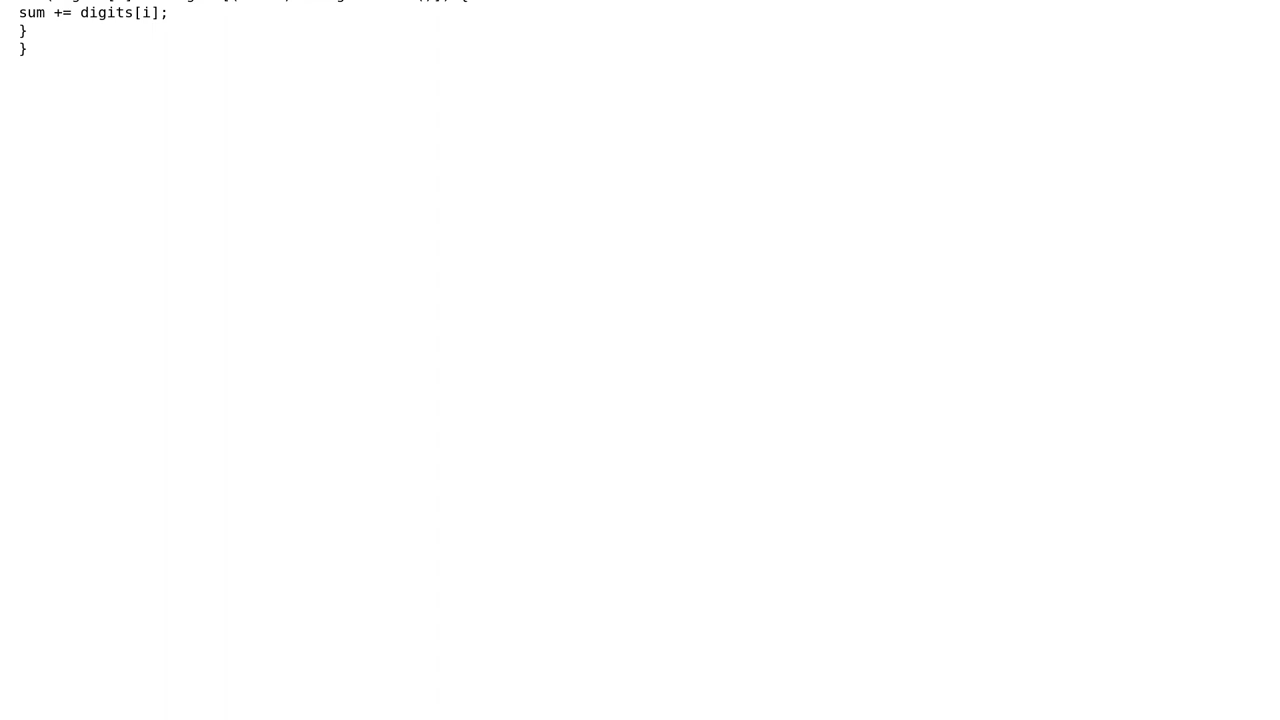 sum += digits[i];
}
}